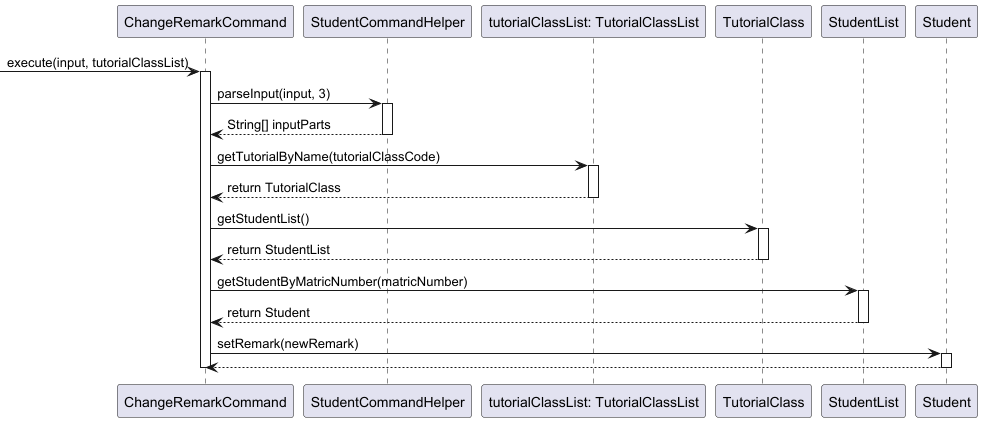 ChangeRemarkCommand StudentCommandHelper tutorialClassList: TutorialClassList TutorialClass StudentList Student
execute(input, tutorialClassList)
parseInput(input, 3)
String[] inputParts
getTutorialByName(tutorialClassCode)
return TutorialClass
getStudentList()
return StudentList
getStudentByMatricNumber(matricNumber)
return Student
setRemark(newRemark)
ChangeRemarkCommand StudentCommandHelper tutorialClassList: TutorialClassList TutorialClass StudentList Student